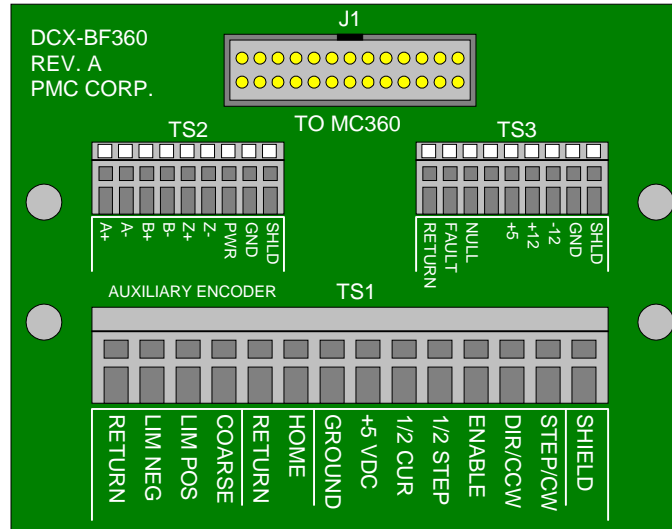 J1
DCX-BF360
REV. A
PMC CORP.
TO MC360
TS2
TS3
A+
A-
B+
B-
Z+
Z-
PWR
GND
SHLD
RETURN
FAULT
NULL
+5
+12
-12
GND
SHLD
AUXILIARY ENCODER
TS1
RETURN
LIM NEG
LIM POS
COARSE
RETURN
HOME
GROUND
+5 VDC
1/2 CUR
1/2 STEP
ENABLE
DIR/CCW
STEP/CW
SHIELD